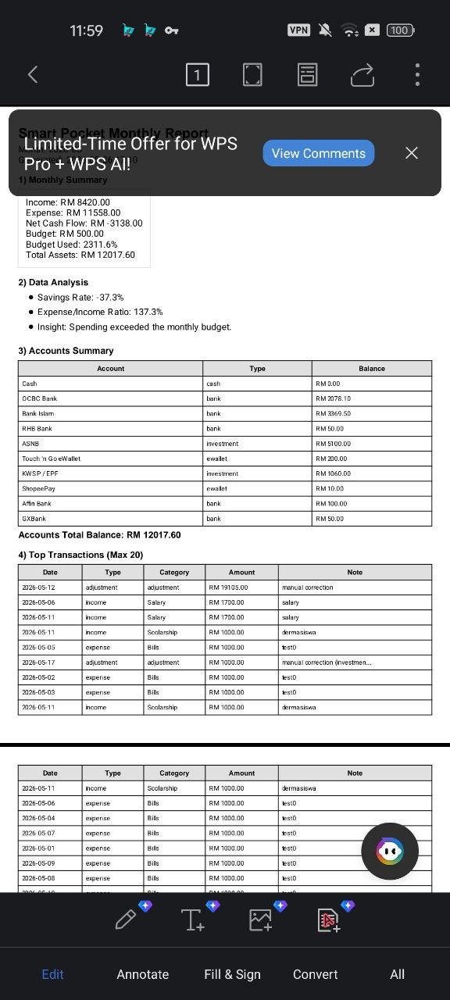 11:59
VPN
100
1
Smart Pocket Monthly Report
Limited-Time Offer for WPS
Pro + WPS AI!
View Comments
1) Monthly Summary
Income: RM 8420.00
Expense: RM 11558.00
Net Cash Flow: RM -3138.00
Budget: RM 500.00
Budget Used: 2311.6%
Total Assets: RM 12017.60
2) Data Analysis
• Savings Rate: -37.3%
• Expense/Income Ratio: 137.3%
• Insight: Spending exceeded the monthly budget.
3) Accounts Summary
Account Type Balance
Cash cash RM 0.00
OCBC Bank bank RM 2078.10
Bank Islam bank RM 3369.50
RHB Bank bank RM 50.00
ASNB investment RM 5100.00
Touch 'n Go eWallet ewallet RM 200.00
KWSP / EPF investment RM 1060.00
ShopeePay ewallet RM 10.00
Affin Bank bank RM 100.00
GXBank bank RM 50.00
Accounts Total Balance: RM 12017.60
4) Top Transactions (Max 20)
Date Type Category Amount Note
2026-05-12 adjustment adjustment RM 19105.00 manual correction
2026-05-06 income Salary RM 1700.00 salary
2026-05-11 income Salary RM 1700.00 salary
2026-05-11 income Scolarship RM 1000.00 dermasiswa
2026-05-05 expense Bills RM 1000.00 test0
2026-05-17 adjustment adjustment RM 1000.00 manual correction (investmen...
2026-05-02 expense Bills RM 1000.00 test0
2026-05-03 expense Bills RM 1000.00 test0
2026-05-11 income Scolarship RM 1000.00 dermasiswa
Date Type Category Amount Note
2026-05-11 income Scolarship RM 1000.00 dermasiswa
2026-05-06 expense Bills RM 1000.00 test0
2026-05-04 expense Bills RM 1000.00 test0
2026-05-07 expense Bills RM 1000.00 test0
2026-05-01 expense Bills RM 1000.00 test0
2026-05-09 expense Bills RM 1000.00 test0
2026-05-08 expense Bills RM 1000.00 test0
Edit Annotate Fill & Sign Convert All